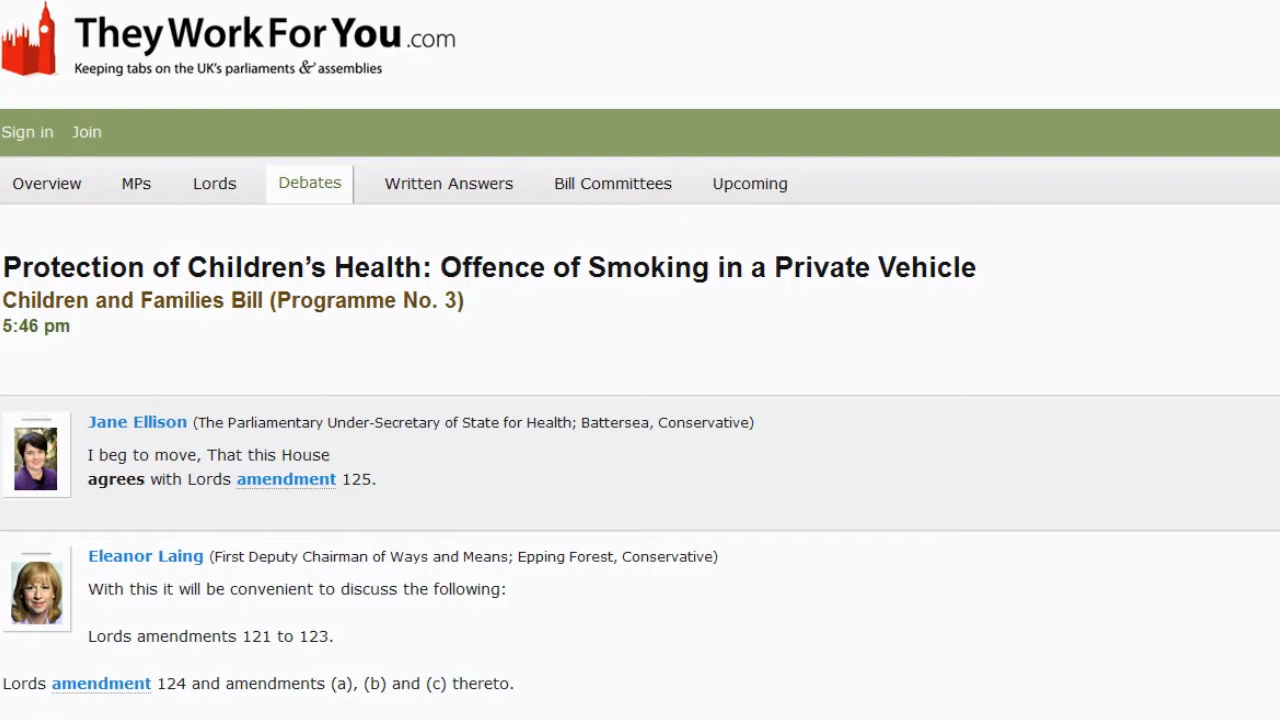 TheyWorkForYou.com
Keeping tabs on the UK's parliaments & assemblies
Sign in Join
Overview MPs Lords Debates Written Answers Bill Committees Upcoming
Protection of Children’s Health: Offence of Smoking in a Private Vehicle
Children and Families Bill (Programme No. 3)
5:46 pm
Jane Ellison (The Parliamentary Under-Secretary of State for Health; Battersea, Conservative)
I beg to move, That this House
agrees with Lords amendment 125.
Eleanor Laing (First Deputy Chairman of Ways and Means; Epping Forest, Conservative)
With this it will be convenient to discuss the following:
Lords amendments 121 to 123.
Lords amendment 124 and amendments (a), (b) and (c) thereto.